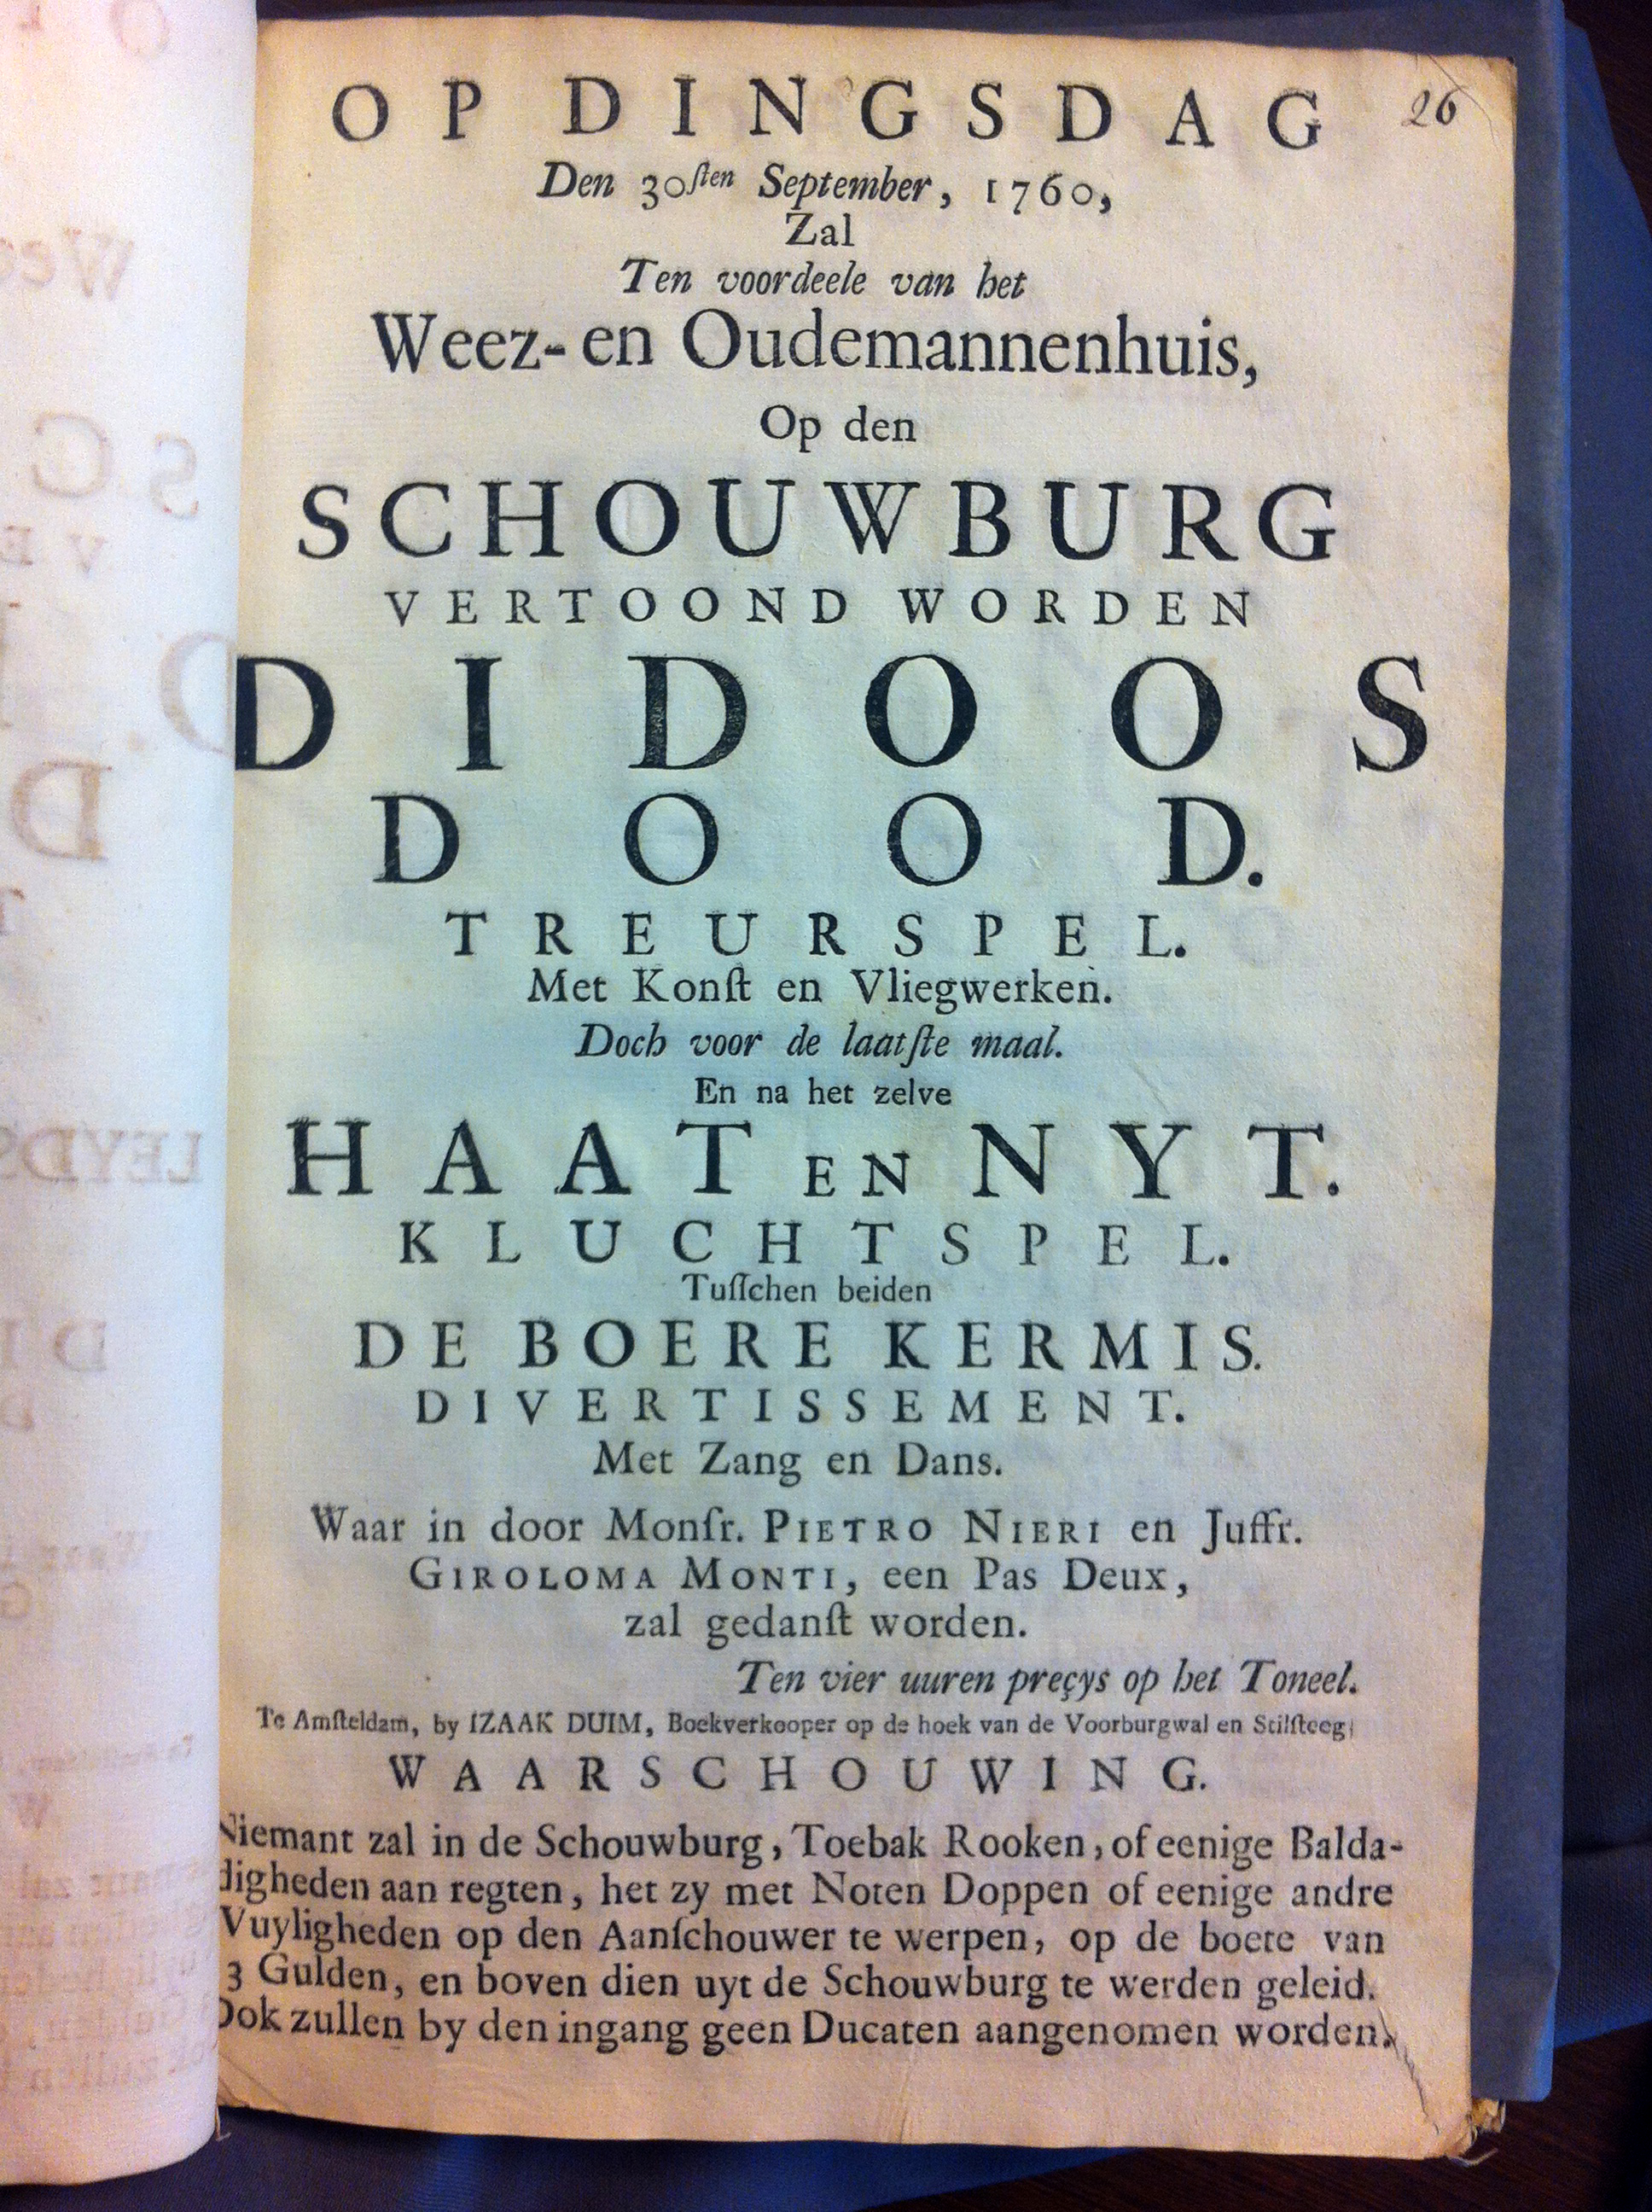 OP DINGSDAG 26
Den 30ſten September, 1760,
Zal
Ten voordeele van het
Weez- en Oudemannenhuis,
Op den
SCHOUWBURG
VERTOOND WORDEN
DIDOOS
DOOD.
TREURSPEL.
Met Konſt en Vliegwerken.
Doch voor de laatſte maal.
En na het zelve
HAAT EN NYT.
KLUCHTSPEL.
Tuſſchen beiden
DE BOERE KERMIS.
DIVERTISSEMENT.
Met Zang en Dans.
Waar in door Monſr. PIETRO NIERI en Juffr.
GIROLOMA MONTI, een Pas Deux,
zal gedanſt worden.
Ten vier uuren preçys op het Toneel.
Te Amſteldam, by IZAAK DUIM, Boekverkooper op de hoek van de Voorburgwal en Stilſteeg
WAARSCHOUWING.
Niemant zal in de Schouwburg, Toebak Rooken, of eenige Balda-
digheden aan regten, het zy met Noten Doppen of eenige andre
Vuyligheden op den Aanſchouwer te werpen, op de boete van
3 Gulden, en boven dien uyt de Schouwburg te werden geleid.
Ook zullen by den ingang geen Ducaten aangenomen worden.